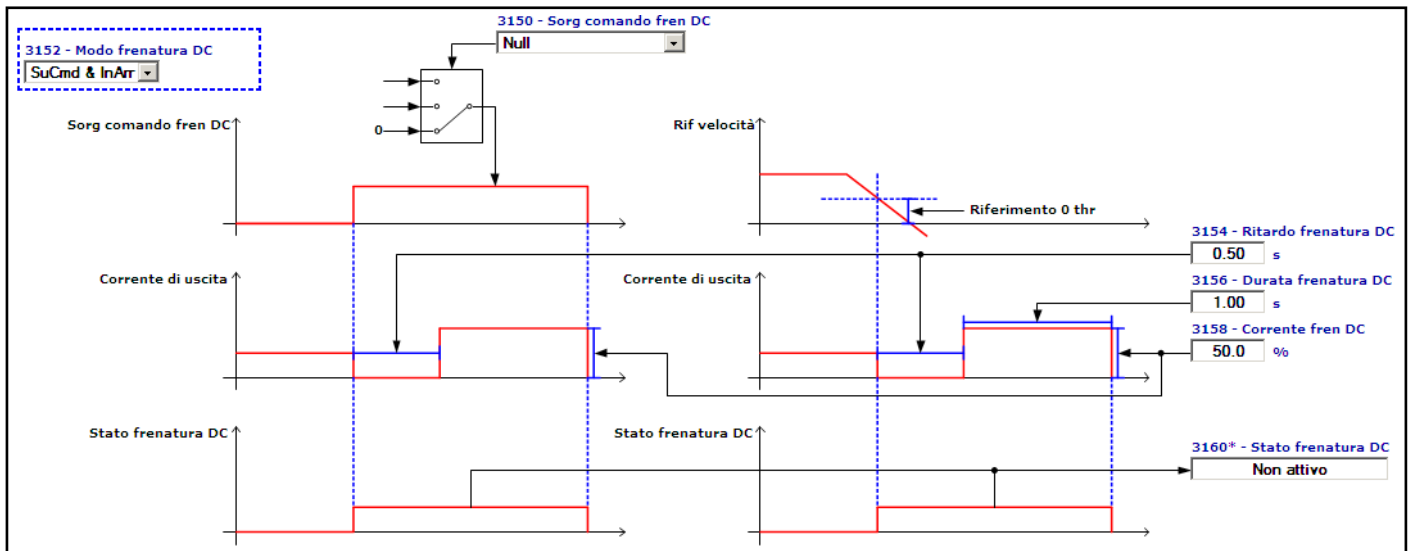 3150 - Sorg comando fren DC
Null
3152 - Modo frenatura DC
SuCmd & InArr
0
Sorg comando fren DC
Rif velocità
Riferimento 0 thr
3154 - Ritardo frenatura DC
0.50 s
Corrente di uscita
Corrente di uscita
3156 - Durata frenatura DC
1.00 s
3158 - Corrente fren DC
50.0 %
Stato frenatura DC
Stato frenatura DC
3160* - Stato frenatura DC
Non attivo